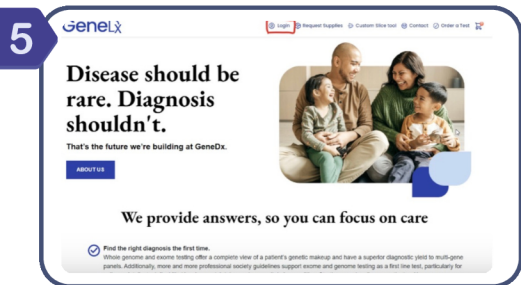 5
GeneDx
Login Request Supplies Custom Slice tool Contact Order a Test
Disease should be
rare. Diagnosis
shouldn't.
That's the future we're building at GeneDx.
ABOUT US
We provide answers, so you can focus on care
Find the right diagnosis the first time.
Whole genome and exome testing offer a complete view of a patient's genetic makeup and have a superior diagnostic yield to multi-gene
panels. Additionally, more and more professional society guidelines support exome and genome testing as a first line test, particularly for